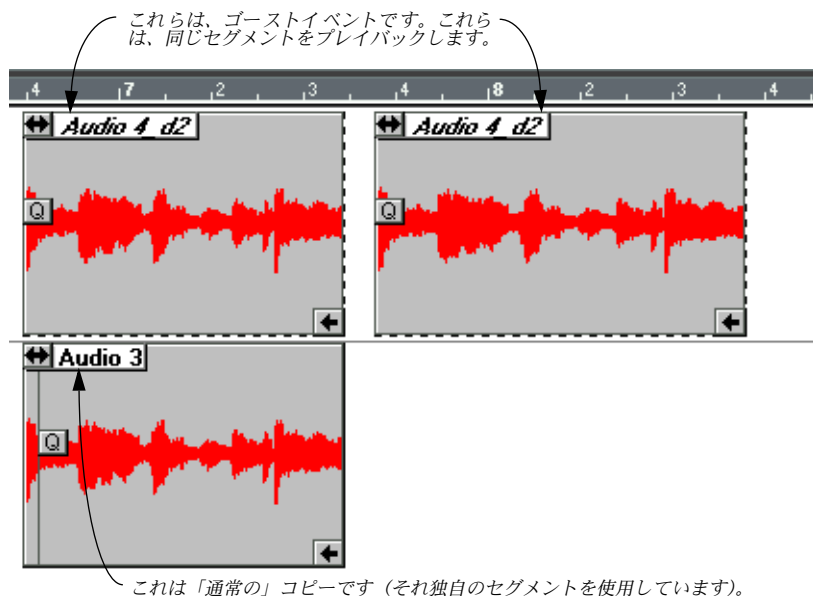 これらは、ゴーストイベントです。これら
は、同じセグメントをプレイバックします。
4 7 2 3 4 8 2 3 4
Audio 4_d2 Audio 4_d2
Q Q
Audio 3
Q
これは「通常の」コピーです（それ独自のセグメントを使用しています）。